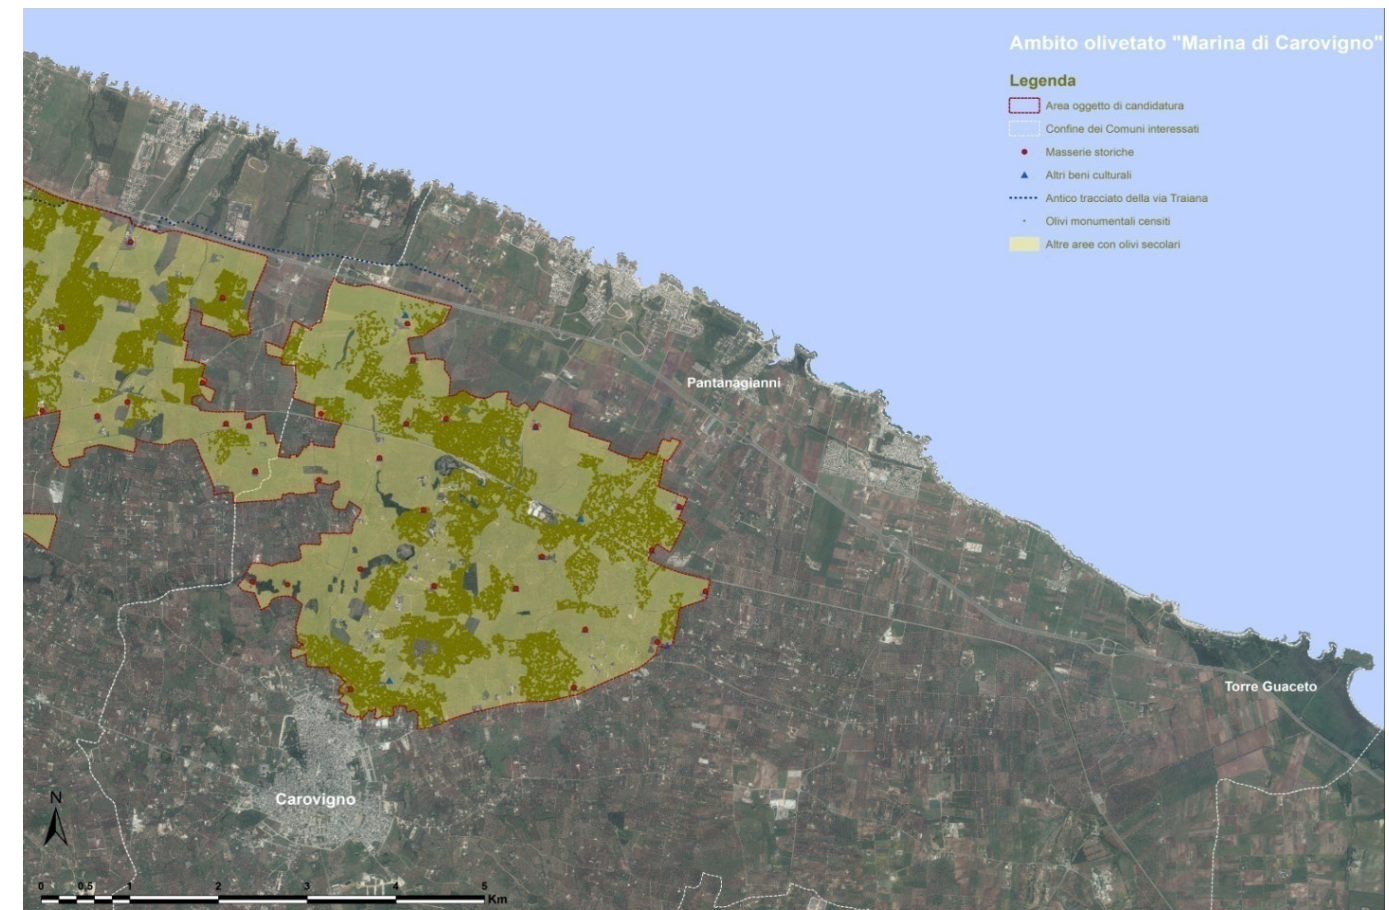 Ambito olivetato "Marina di Carovigno"
Legenda
Area oggetto di candidatura
Confine dei Comuni interessati
Masserie storiche
Altri beni culturali
Antico tracciato della via Traiana
Olivi monumentali censiti
Altre aree con olivi secolari
Pantanagianni
Torre Guaceto
Carovigno
N
0 0,5 1 2 3 4 5
Km